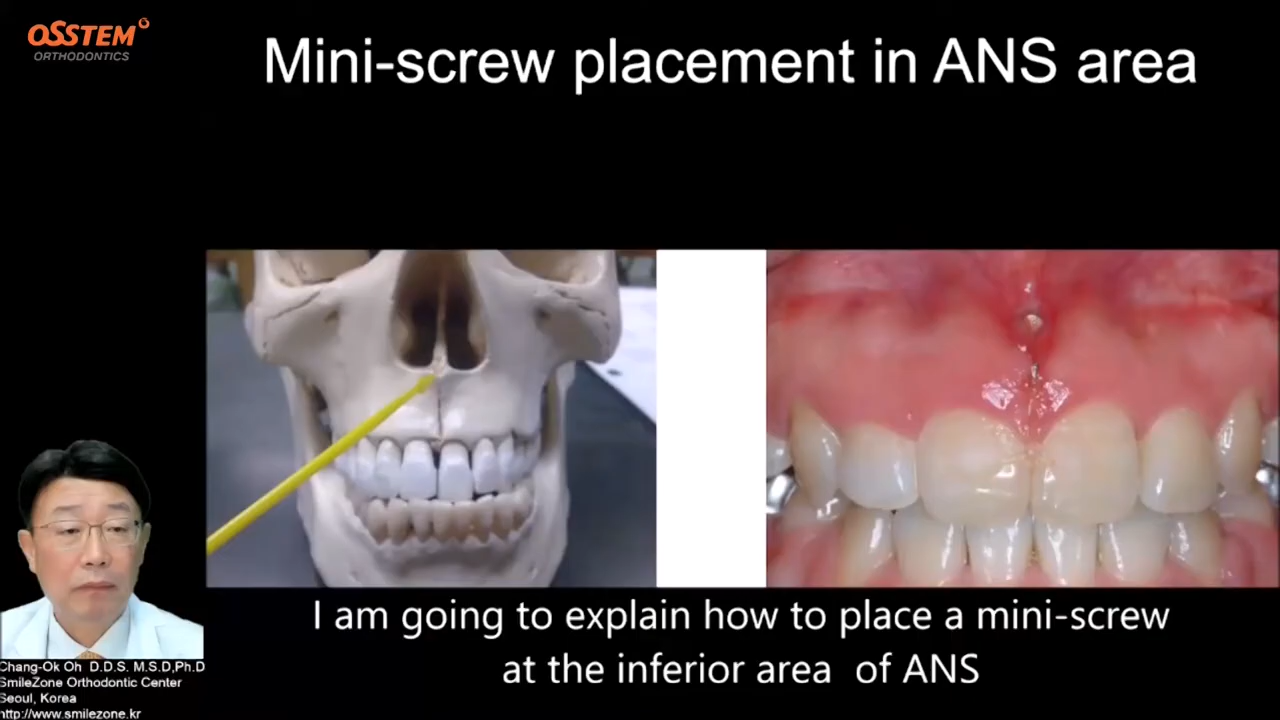 OSSTEM
ORTHODONTICS
Mini-screw placement in ANS area
I am going to explain how to place a mini-screw
at the inferior area of ANS
Chang-Ok Oh D.D.S. M.S.D,Ph.D
SmileZone Orthodontic Center
Seoul, Korea
http://www.smilezone.kr